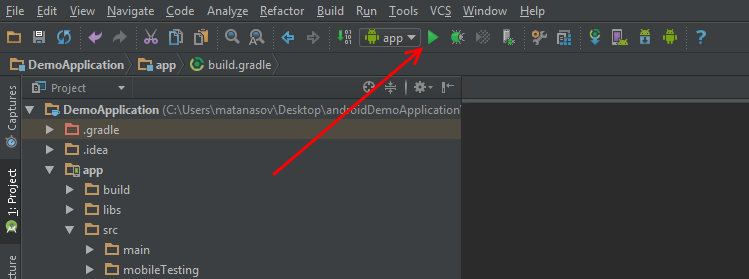 File Edit View Navigate Code Analyze Refactor Build Run Tools VCS Window Help
app
DemoApplication app build.gradle
Project
DemoApplication (C:\Users\matanasov\Desktop\androidDemoApplication\
.gradle
.idea
app
build
libs
src
main
mobileTesting
Captures
1: Project